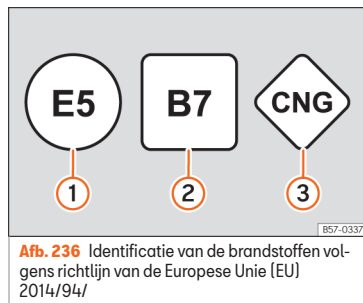 E5 B7 CNG
1 2 3
B57-0337
Afb. 236 Identificatie van de brandstoffen vol-
gens richtlijn van de Europese Unie (EU)
2014/94/